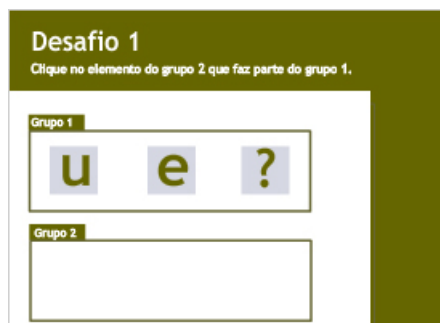 Desafio 1
Clique no elemento do grupo 2 que faz parte do grupo 1.
Grupo 1
u e ?
Grupo 2